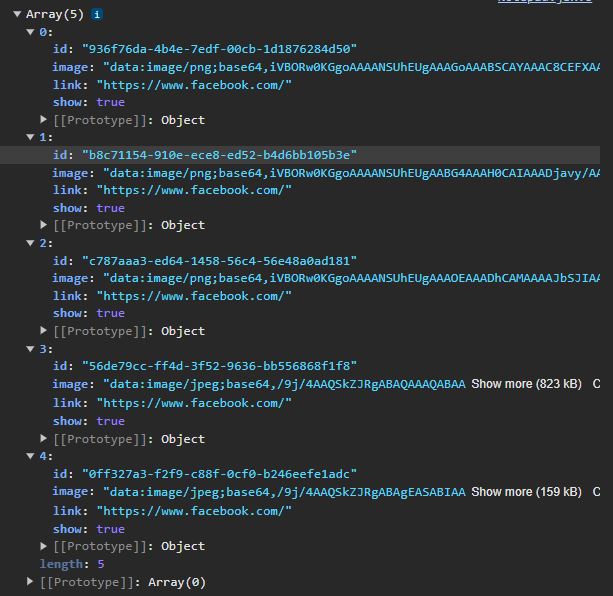 Array(5) i
0:
id: "936f76da-4b4e-7edf-00cb-1d1876284d50"
image: "data:image/png;base64,iVBORw0KGgoAAAANSUhEUgAAAGoAAABSCAYAAAC8CEFXAA
link: "https://www.facebook.com/"
show: true
[[Prototype]]: Object
1:
id: "b8c71154-910e-ece8-ed52-b4d6bb105b3e"
image: "data:image/png;base64,iVBORw0KGgoAAAANSUhEUgAABG4AAAH0CAIAAADjavy/AA
link: "https://www.facebook.com/"
show: true
[[Prototype]]: Object
2:
id: "c787aaa3-ed64-1458-56c4-56e48a0ad181"
image: "data:image/png;base64,iVBORw0KGgoAAAANSUhEUgAAAOEAAADhCAMAAAAJbSJIAA
link: "https://www.facebook.com/"
show: true
[[Prototype]]: Object
3:
id: "56de79cc-ff4d-3f52-9636-bb556868f1f8"
image: "data:image/jpeg;base64,/9j/4AAQSkZJRgABAQAAAQABAA Show more (823 kB) C
link: "https://www.facebook.com/"
show: true
[[Prototype]]: Object
4:
id: "0ff327a3-f2f9-c88f-0cf0-b246eefe1adc"
image: "data:image/jpeg;base64,/9j/4AAQSkZJRgABAgEASABIAA Show more (159 kB) C
link: "https://www.facebook.com/"
show: true
[[Prototype]]: Object
length: 5
[[Prototype]]: Array(0)